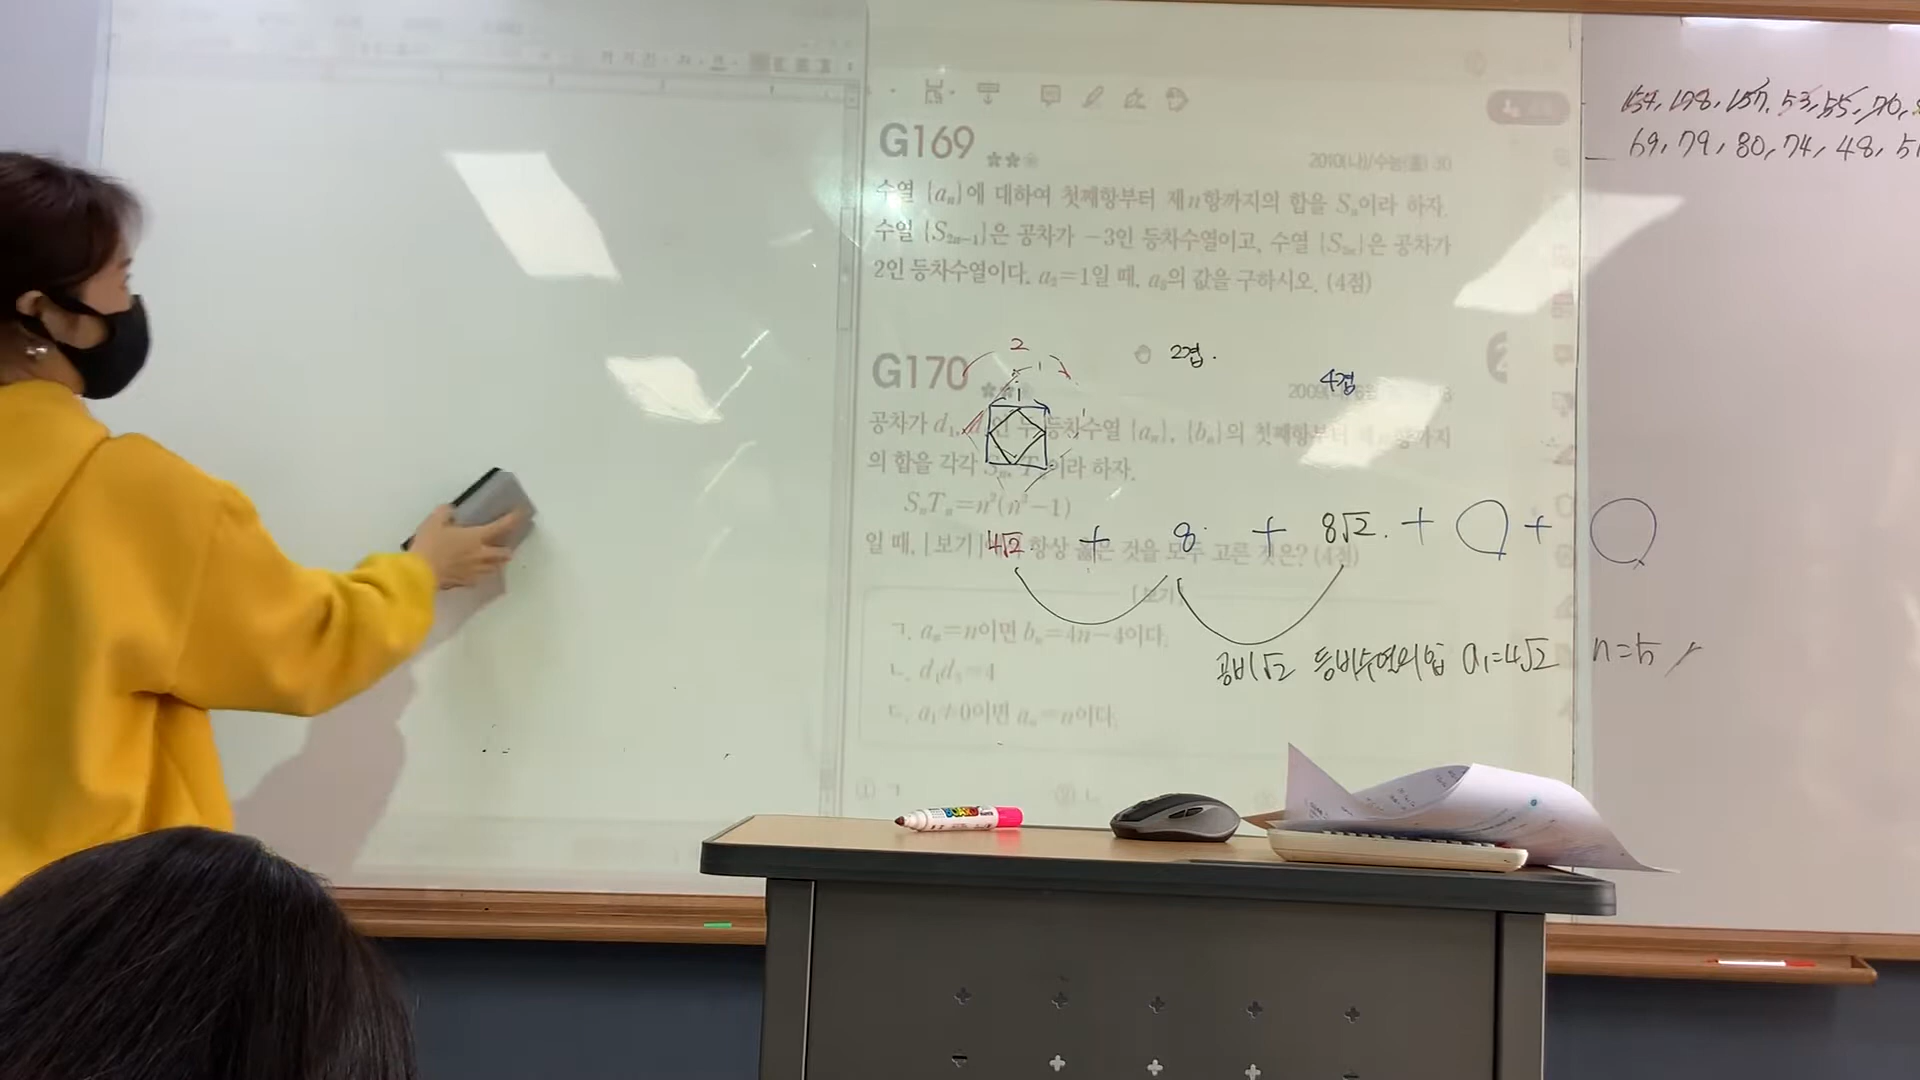 154, 198, 157, 53, 55, 70,
69, 79, 80, 74, 48, 51
G169
2010(나)/수능(홀) 30
수열 {aₙ}에 대하여 첫째항부터 제n항까지의 합을 Sₙ이라 하자.
수열 {S₂ₙ₋₁}은 공차가 −3인 등차수열이고, 수열 {S₂ₙ}은 공차가
2인 등차수열이다. a₂=1일 때, a₈의 값을 구하시오. (4점)
2
1
1
2겹.
4겹
G170
공차가 d₁, 인 두 등차수열 {aₙ}, {bₙ}의 첫째항부터 제 항까지
의 합을 각각 Sₙ, Tₙ이라 하자.
SₙTₙ=n²(n²−1)
일 때, [보기] 항상 옳은 것을 모두 고른 것은? (4점)
4√2 + 8 + 8√2 + ○ + ○
[보기]
ㄱ. aₙ=n이면 bₙ=4n−4이다.
ㄴ. d₁d₂=4
ㄷ. a₁≠0이면 aₙ=n이다.
공비 √2 등비수열의 합 a₁=4√2 n=5
① ㄱ ② ㄴ
BOARD